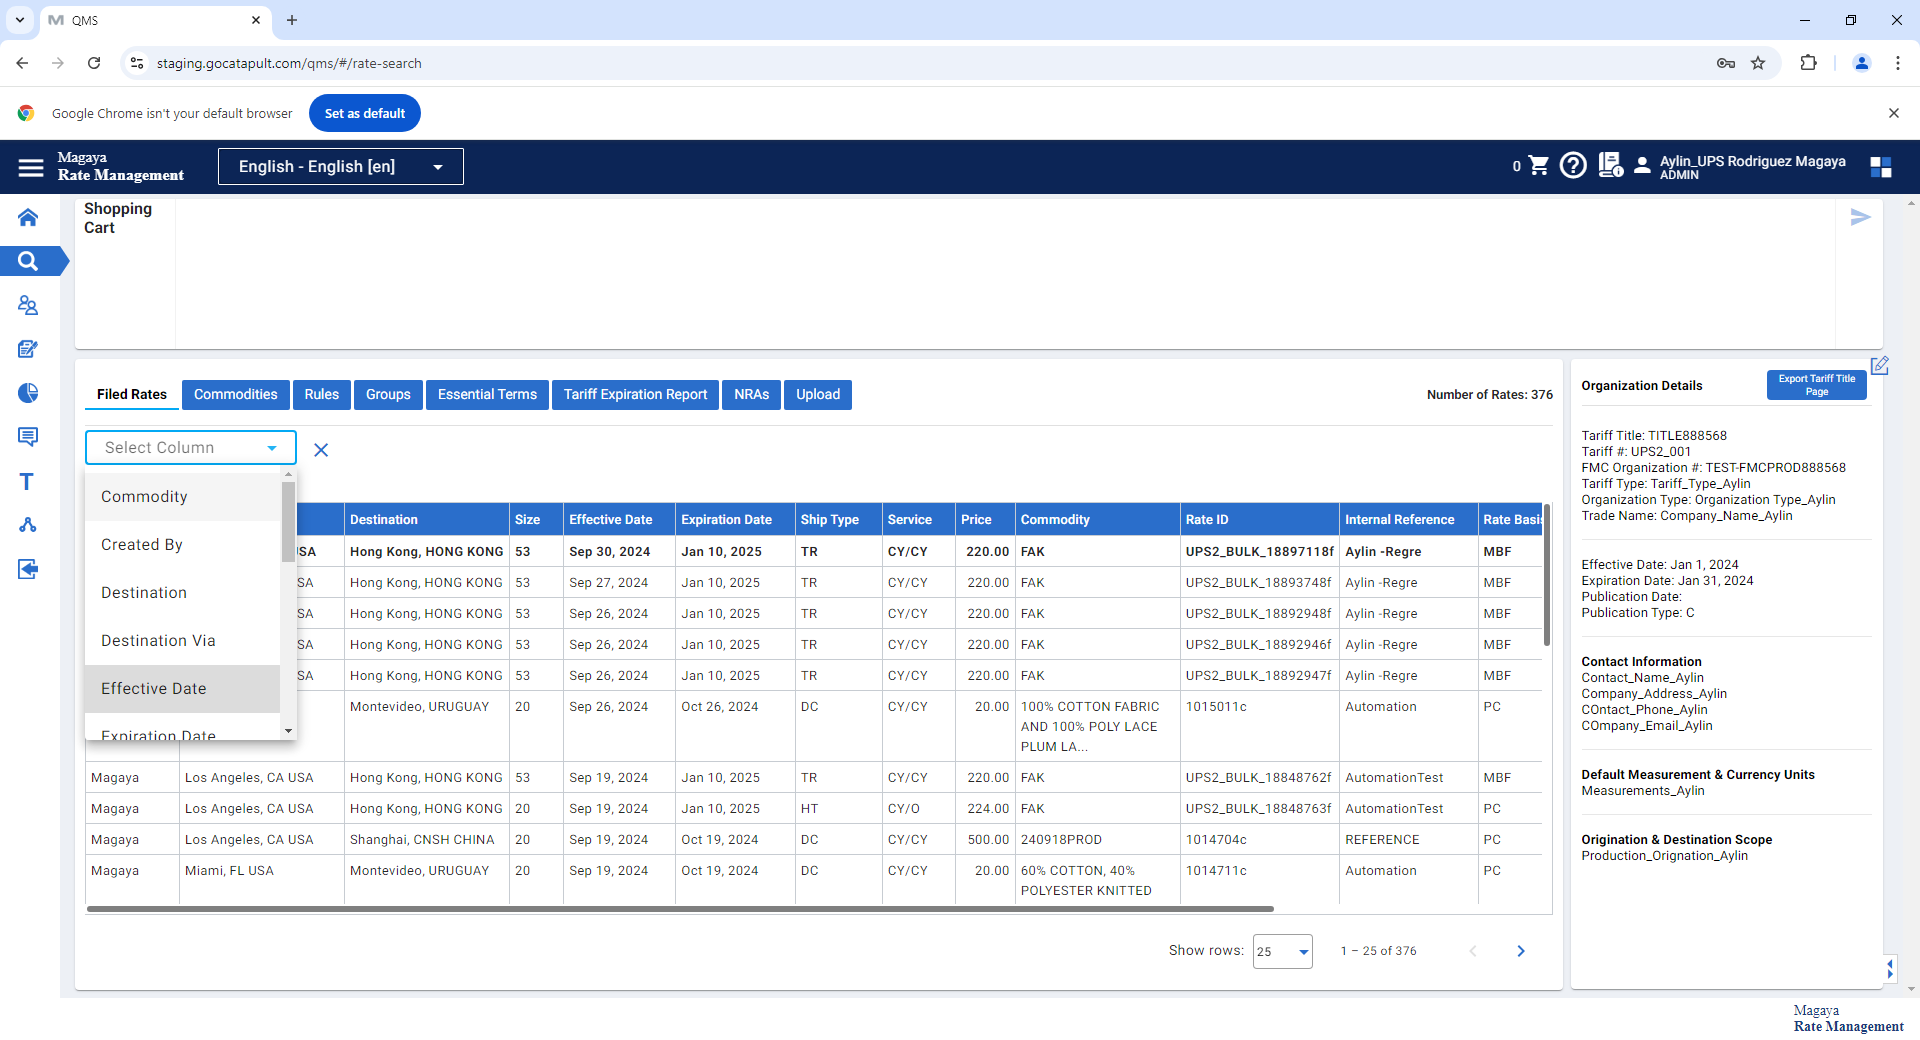 QMS
staging.gocatapult.com/qms/#/rate-search
Google Chrome isn't your default browser
Set as default
Magaya
Rate Management
English - English [en]
0
Aylin_UPS Rodriguez Magaya
ADMIN
Shopping
Cart
Filed Rates
Commodities
Rules
Groups
Essential Terms
Tariff Expiration Report
NRAs
Upload
Number of Rates: 376
Select Column
Commodity
Created By
Destination
Destination Via
Effective Date
Expiration Date
Destination Size Effective Date Expiration Date Ship Type Service Price Commodity Rate ID Internal Reference Rate Basis
SA Hong Kong, HONG KONG 53 Sep 30, 2024 Jan 10, 2025 TR CY/CY 220.00 FAK UPS2_BULK_18897118f Aylin -Regre MBF
SA Hong Kong, HONG KONG 53 Sep 27, 2024 Jan 10, 2025 TR CY/CY 220.00 FAK UPS2_BULK_18893748f Aylin -Regre MBF
SA Hong Kong, HONG KONG 53 Sep 26, 2024 Jan 10, 2025 TR CY/CY 220.00 FAK UPS2_BULK_18892948f Aylin -Regre MBF
SA Hong Kong, HONG KONG 53 Sep 26, 2024 Jan 10, 2025 TR CY/CY 220.00 FAK UPS2_BULK_18892946f Aylin -Regre MBF
SA Hong Kong, HONG KONG 53 Sep 26, 2024 Jan 10, 2025 TR CY/CY 220.00 FAK UPS2_BULK_18892947f Aylin -Regre MBF
Montevideo, URUGUAY 20 Sep 26, 2024 Oct 26, 2024 DC CY/CY 20.00 100% COTTON FABRIC 1015011c Automation PC
AND 100% POLY LACE
PLUM LA...
Magaya Los Angeles, CA USA Hong Kong, HONG KONG 53 Sep 19, 2024 Jan 10, 2025 TR CY/CY 220.00 FAK UPS2_BULK_18848762f AutomationTest MBF
Magaya Los Angeles, CA USA Hong Kong, HONG KONG 20 Sep 19, 2024 Jan 10, 2025 HT CY/O 224.00 FAK UPS2_BULK_18848763f AutomationTest PC
Magaya Los Angeles, CA USA Shanghai, CNSH CHINA 20 Sep 19, 2024 Oct 19, 2024 DC CY/CY 500.00 240918PROD 1014704c REFERENCE PC
Magaya Miami, FL USA Montevideo, URUGUAY 20 Sep 19, 2024 Oct 19, 2024 DC CY/CY 20.00 60% COTTON, 40% 1014711c Automation PC
POLYESTER KNITTED
Show rows: 25 1 – 25 of 376
Organization Details
Export Tariff Title
Page
Tariff Title: TITLE888568
Tariff #: UPS2_001
FMC Organization #: TEST-FMCPROD888568
Tariff Type: Tariff_Type_Aylin
Organization Type: Organization Type_Aylin
Trade Name: Company_Name_Aylin
Effective Date: Jan 1, 2024
Expiration Date: Jan 31, 2024
Publication Date:
Publication Type: C
Contact Information
Contact_Name_Aylin
Company_Address_Aylin
COntact_Phone_Aylin
COmpany_Email_Aylin
Default Measurement & Currency Units
Measurements_Aylin
Origination & Destination Scope
Production_Orignation_Aylin
Magaya
Rate Management